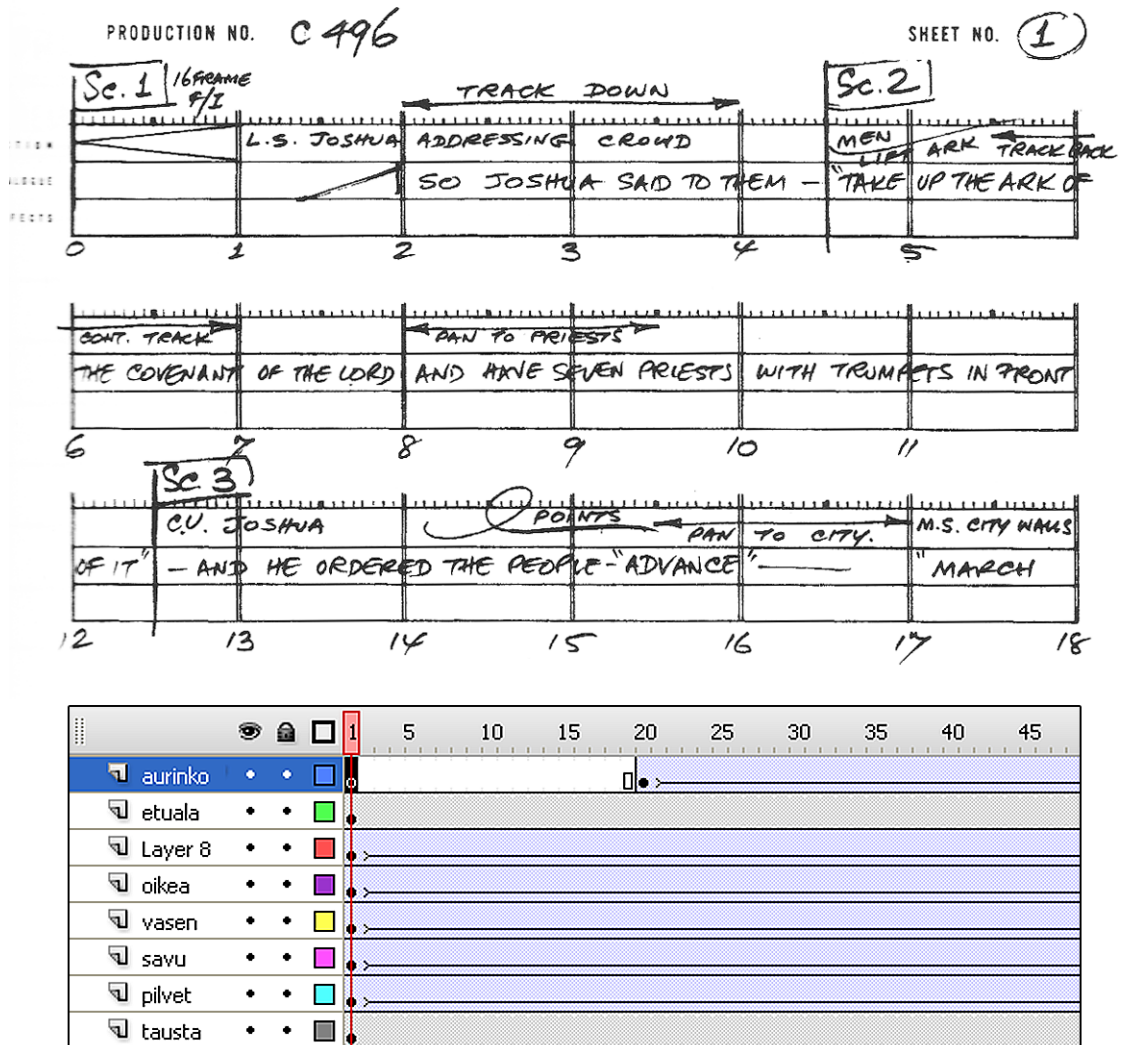 PRODUCTION NO. C 496 SHEET NO. 1
Sc. 1 16 FRAME F/I TRACK DOWN Sc. 2
L.S. JOSHUA ADDRESSING CROWD MEN LIFT ARK TRACK BACK
SO JOSHUA SAID TO THEM – "TAKE UP THE ARK OF
0 1 2 3 4 5
CONT. TRACK PAN TO PRIESTS
THE COVENANT OF THE LORD AND HAVE SEVEN PRIESTS WITH TRUMPETS IN FRONT
6 7 8 9 10 11
Sc 3
C.U. JOSHUA POINTS PAN TO CITY. M.S. CITY WALLS
OF IT" – AND HE ORDERED THE PEOPLE – "ADVANCE" — "MARCH
12 13 14 15 16 17 18
1 5 10 15 20 25 30 35 40 45
aurinko
etuala
Layer 8
oikea
vasen
savu
pilvet
tausta